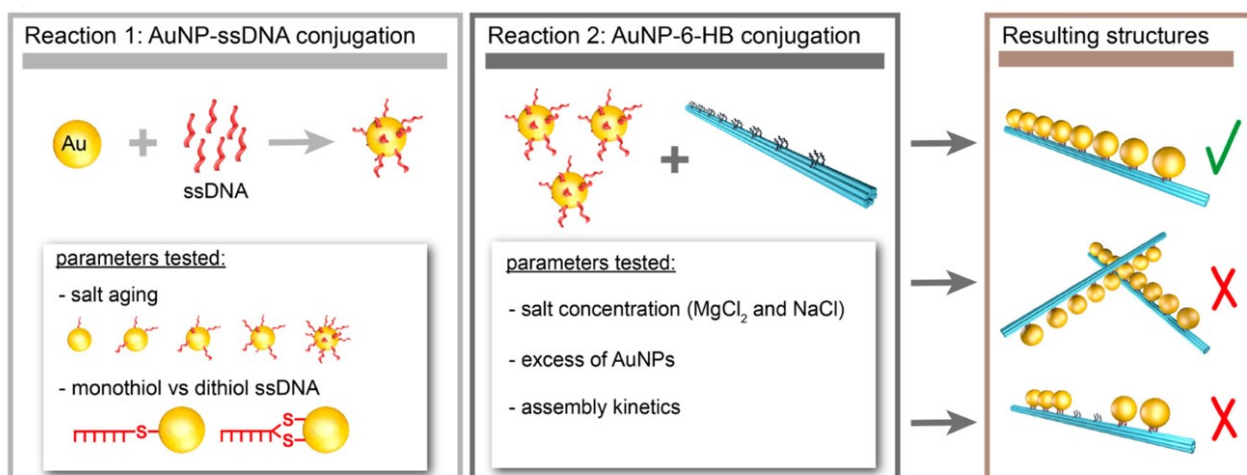 Reaction 1: AuNP-ssDNA conjugation
Au
ssDNA
parameters tested:
- salt aging
- monothiol vs dithiol ssDNA
S
S
S
Reaction 2: AuNP-6-HB conjugation
parameters tested:
- salt concentration (MgCl₂ and NaCl)
- excess of AuNPs
- assembly kinetics
Resulting structures